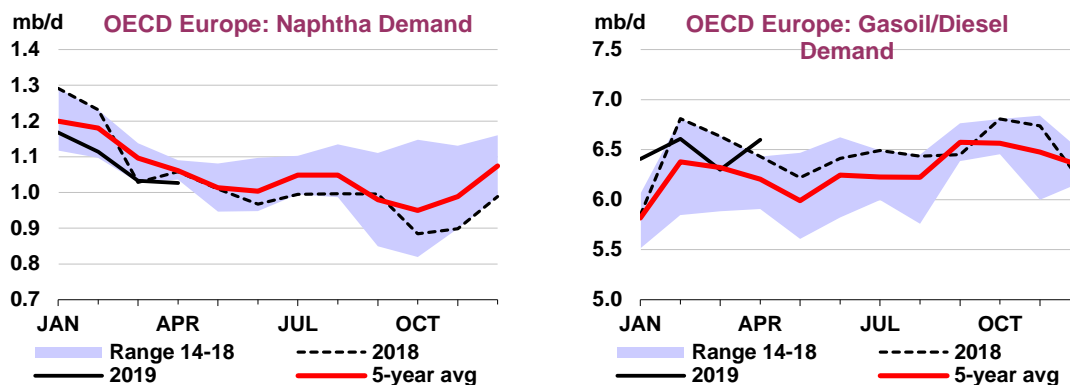 mb/d
OECD Europe: Naphtha Demand
1.4
1.3
1.2
1.1
1.0
0.9
0.8
0.7
JAN APR JUL OCT
Range 14-18 2018
2019 5-year avg
mb/d
OECD Europe: Gasoil/Diesel
Demand
7.5
7.0
6.5
6.0
5.5
5.0
JAN APR JUL OCT
Range 14-18 2018
2019 5-year avg